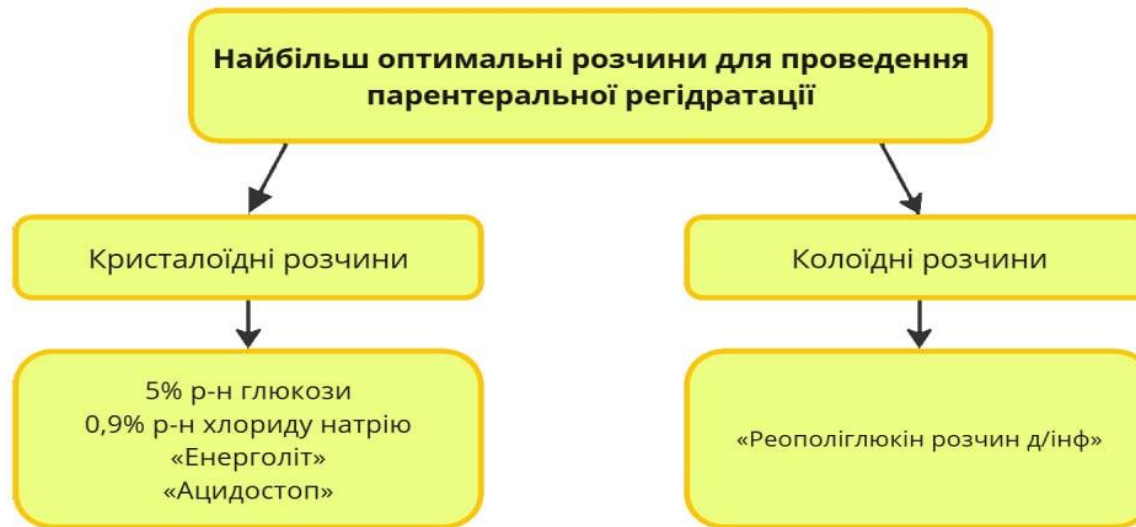 Найбільш оптимальні розчини для проведення
парентеральної регідратації
Кристалоїдні розчини
Колоїдні розчини
5% р-н глюкози
0,9% р-н хлориду натрію
«Енерголіт»
«Ацидостоп»
«Реополіглюкін розчин д/інф»